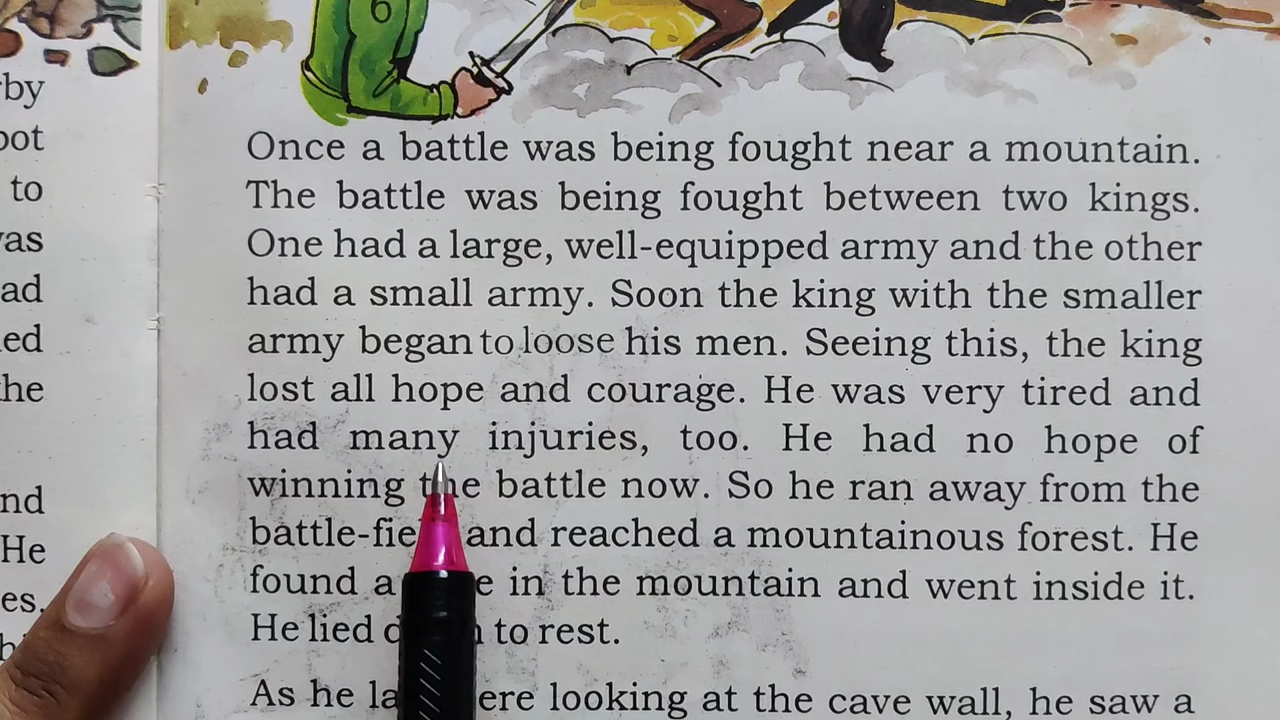 6
by
oot
to
as
ad
ed
he
nd
He
es.
Once a battle was being fought near a mountain.
The battle was being fought between two kings.
One had a large, well-equipped army and the other
had a small army. Soon the king with the smaller
army began to loose his men. Seeing this, the king
lost all hope and courage. He was very tired and
had many injuries, too. He had no hope of
winning the battle now. So he ran away from the
battle-fie and reached a mountainous forest. He
found a e in the mountain and went inside it.
He lied to rest.
As he la ere looking at the cave wall, he saw a